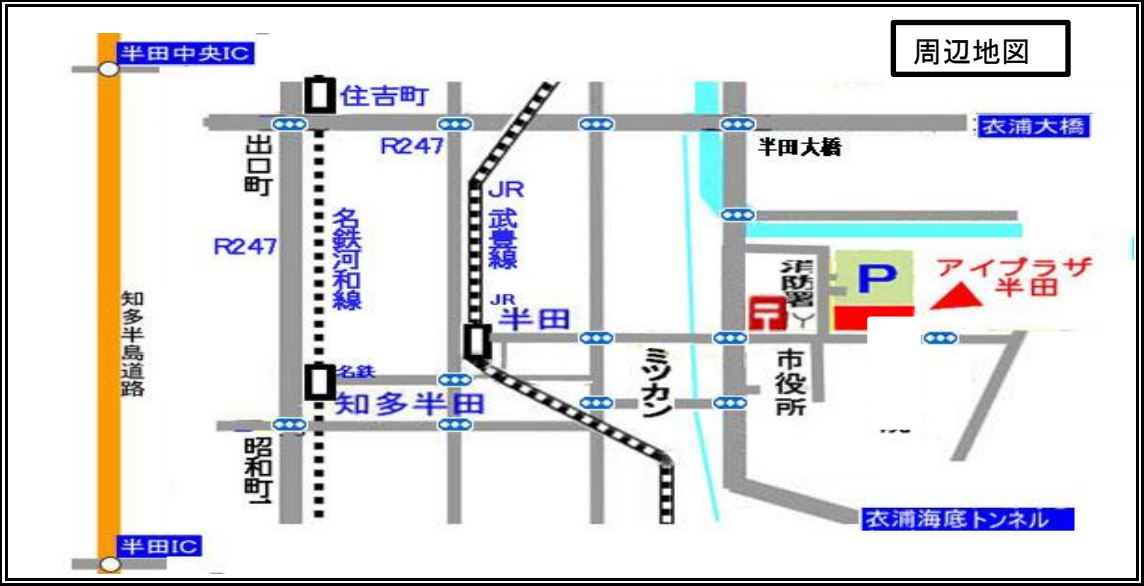 周辺地図
半田中央IC
住吉町
出口町
R247
半田大橋
衣浦大橋
JR
武豊線
R247
名鉄河和線
知多半島道路
消防署
P
アイプラザ
半田
JR
半田
ミツカン
市役所
名鉄
知多半田
昭和町
衣浦海底トンネル
半田IC